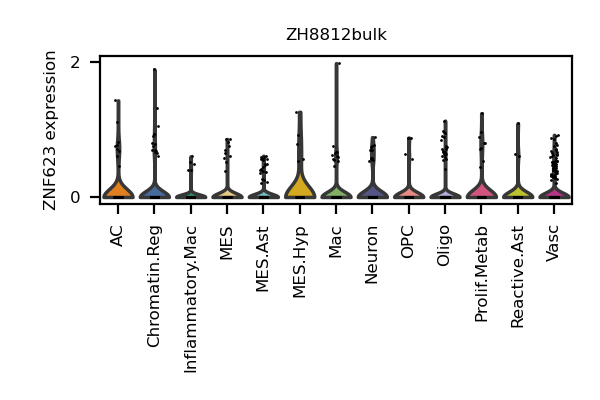 ZH8812bulk
ZNF623 expression
2
0
AC
Chromatin.Reg
Inflammatory.Mac
MES
MES.Ast
MES.Hyp
Mac
Neuron
OPC
Oligo
Prolif.Metab
Reactive.Ast
Vasc